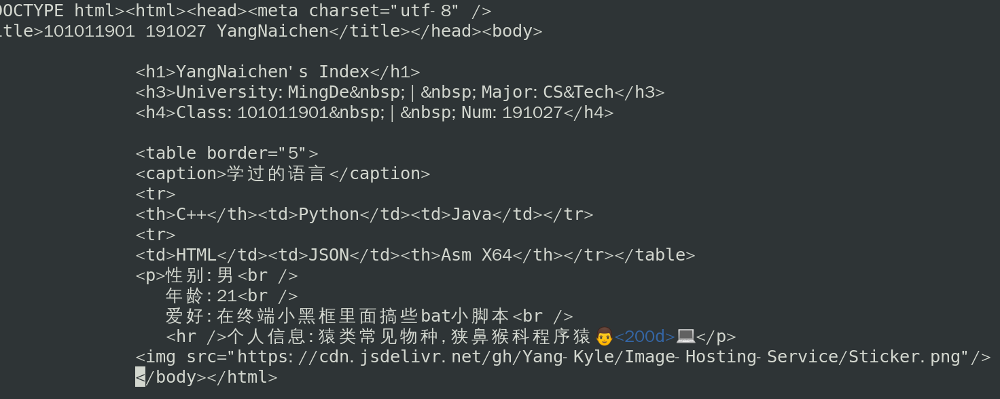 DOCTYPE html><html><head><meta charset="utf-8" />
itle>101011901 191027 YangNaichen</title></head><body>
<h1>YangNaichen's Index</h1>
<h3>University:MingDe&nbsp;|&nbsp;Major:CS&Tech</h3>
<h4>Class:101011901&nbsp;|&nbsp;Num:191027</h4>
<table border="5">
<caption>学过的语言</caption>
<tr>
<th>C++</th><td>Python</td><td>Java</td></tr>
<tr>
<td>HTML</td><td>JSON</td><th>Asm X64</th></tr></table>
<p>性别:男<br />
年龄:21<br />
爱好:在终端小黑框里面搞些bat小脚本<br />
<hr />个人信息:猿类常见物种,狭鼻猴科程序猿👨<200d>💻</p>
<img src="https://cdn.jsdelivr.net/gh/Yang-Kyle/Image-Hosting-Service/Sticker.png"/>
</body></html>